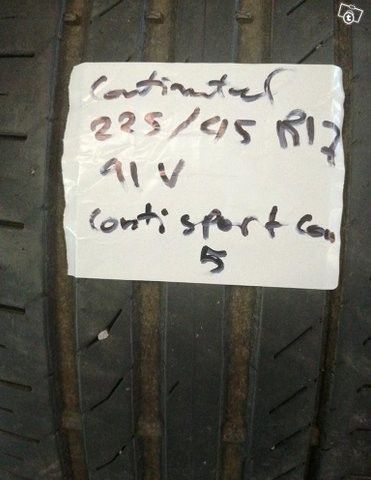 Continental
225/45 R17
91 V
Conti sport Con
5